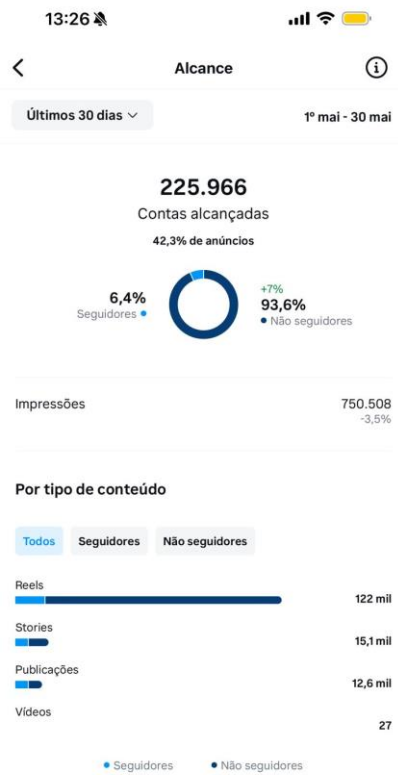 13:26
Alcance
Últimos 30 dias
1º mai - 30 mai
225.966
Contas alcançadas
42,3% de anúncios
6,4%
Seguidores
+7%
93,6%
Não seguidores
Impressões
750.508
-3,5%
Por tipo de conteúdo
Todos
Seguidores
Não seguidores
Reels
122 mil
Stories
15,1 mil
Publicações
12,6 mil
Vídeos
27
Seguidores
Não seguidores